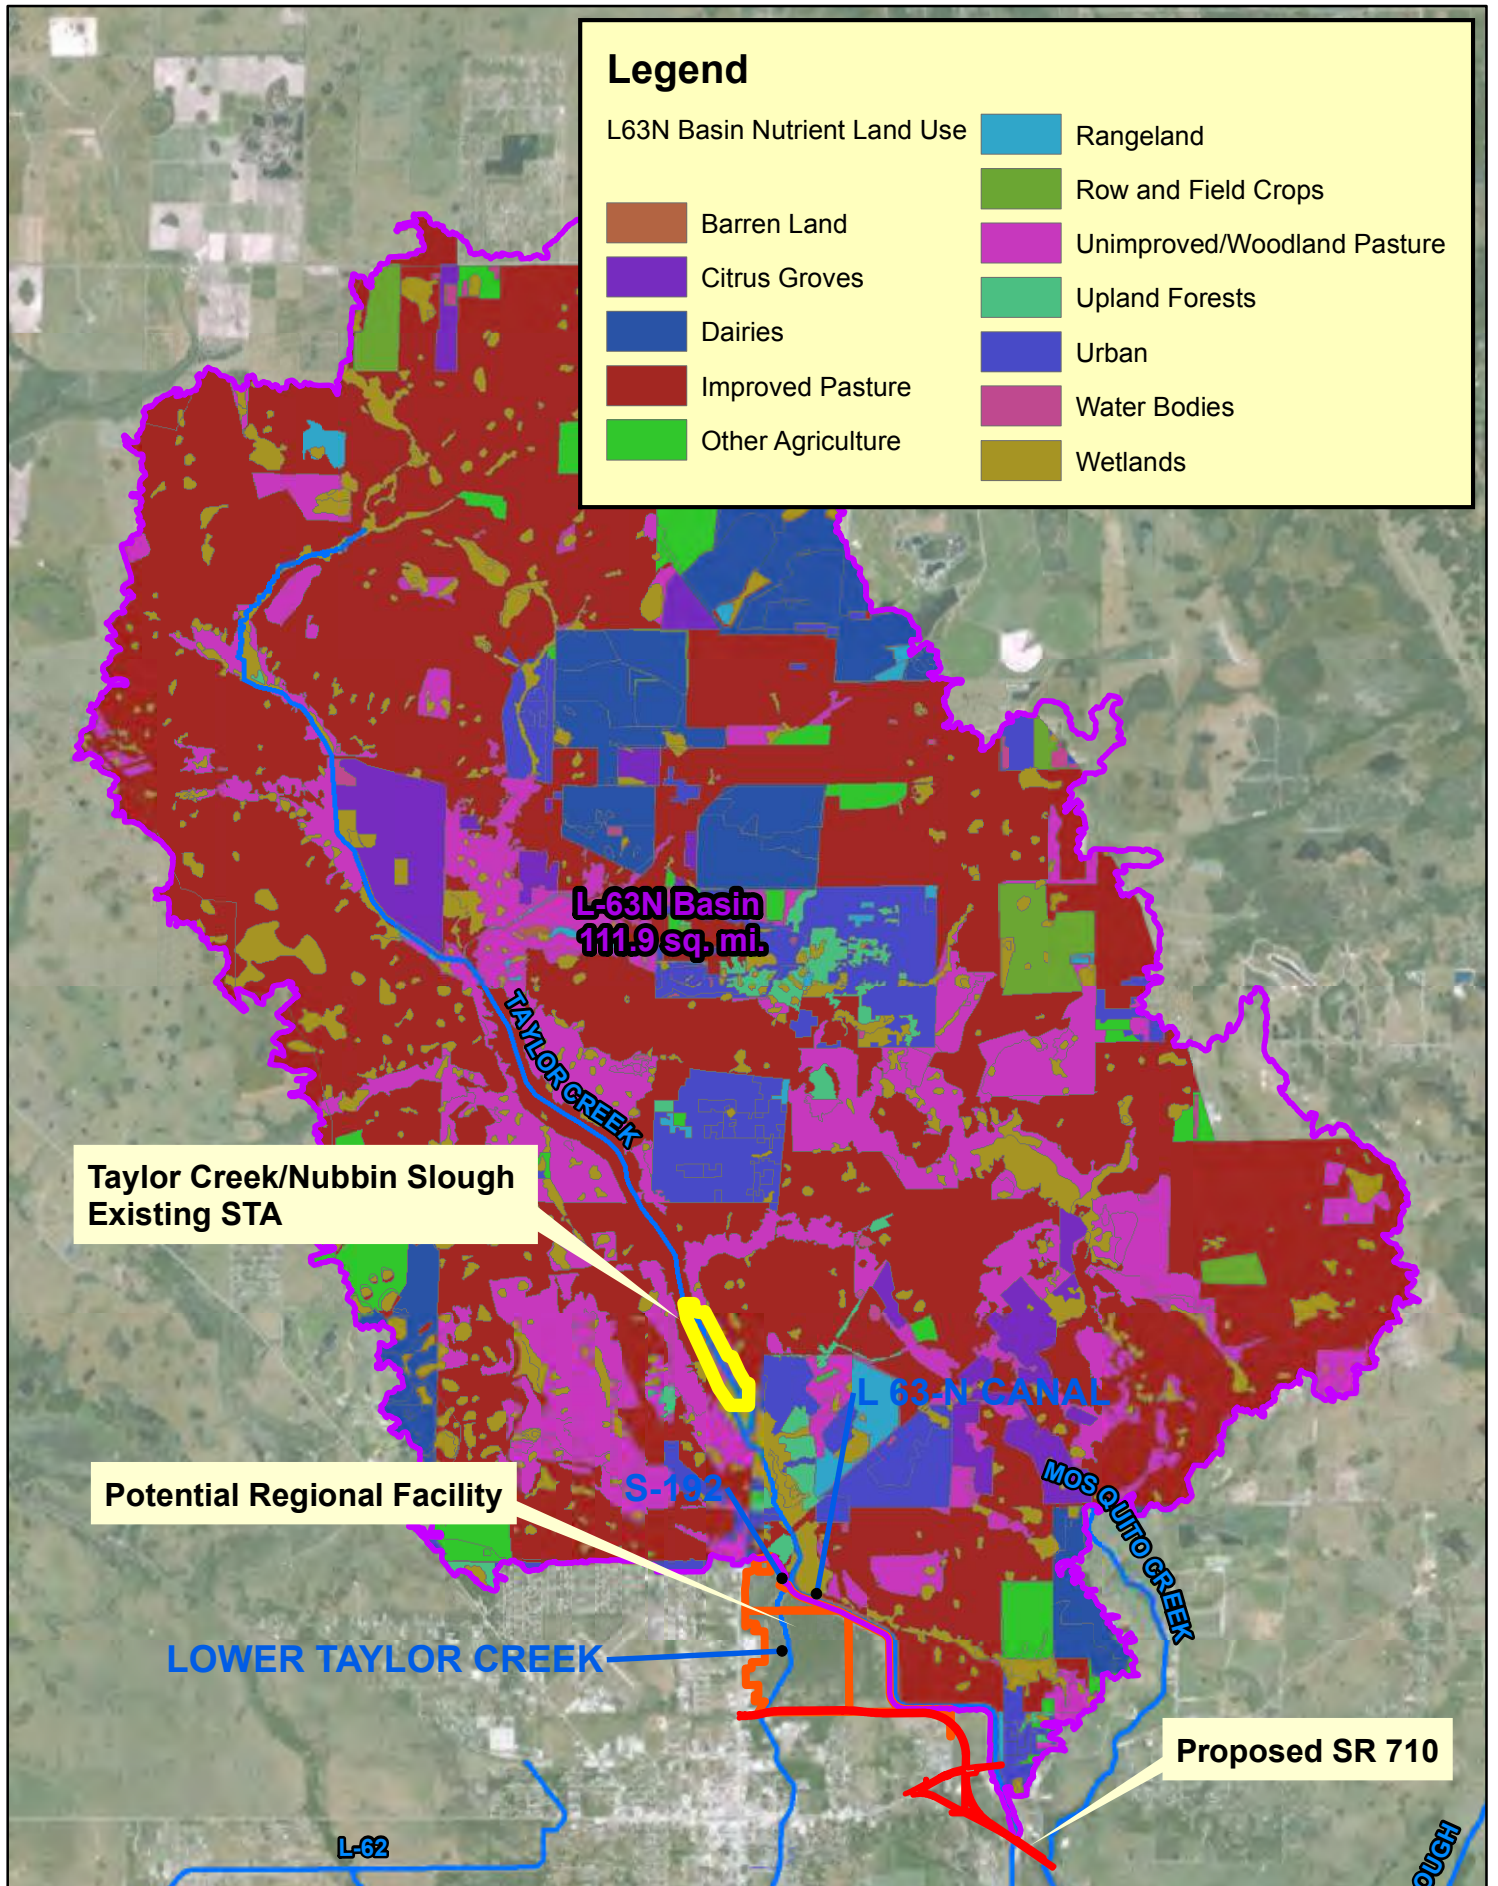 Legend
L63N Basin Nutrient Land Use
Barren Land
Citrus Groves
Dairies
Improved Pasture
Other Agriculture
Rangeland
Row and Field Crops
Unimproved/Woodland Pasture
Upland Forests
Urban
Water Bodies
Wetlands
L-63N Basin
111.9 sq. mi.
TAYLOR CREEK
Taylor Creek/Nubbin Slough
Existing STA
L 63-N CANAL
S-192
Potential Regional Facility
MOSQUITO CREEK
LOWER TAYLOR CREEK
Proposed SR 710
L-62
OUGH